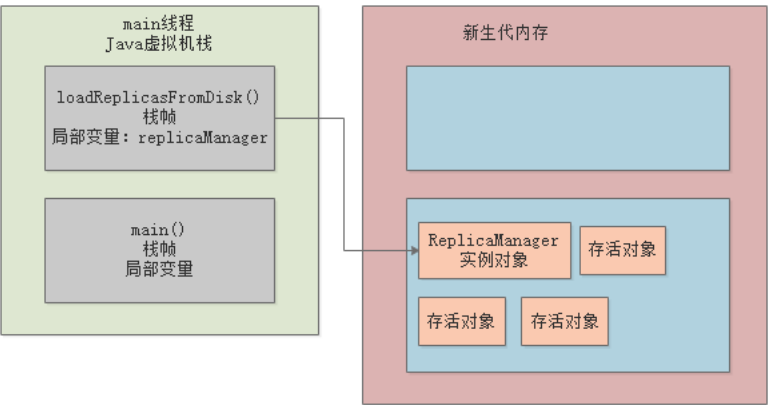 main线程
Java虚拟机栈
loadReplicasFromDisk()
栈帧
局部变量：replicaManager
main()
栈帧
局部变量
新生代内存
ReplicaManager
实例对象
存活对象
存活对象
存活对象